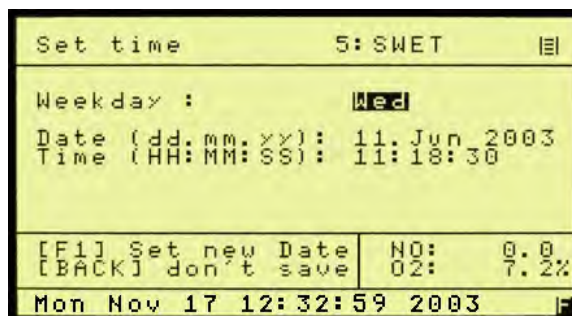 Set time 5:SWET
Weekday : Wed
Date (dd.mm.yy): 11.Jun 2003
Time (HH:MM:SS): 11:18:30
[F1] Set new Date NO: 0.0
[BACK] don't save O2: 7.2%
Mon Nov 17 12:32:59 2003 F